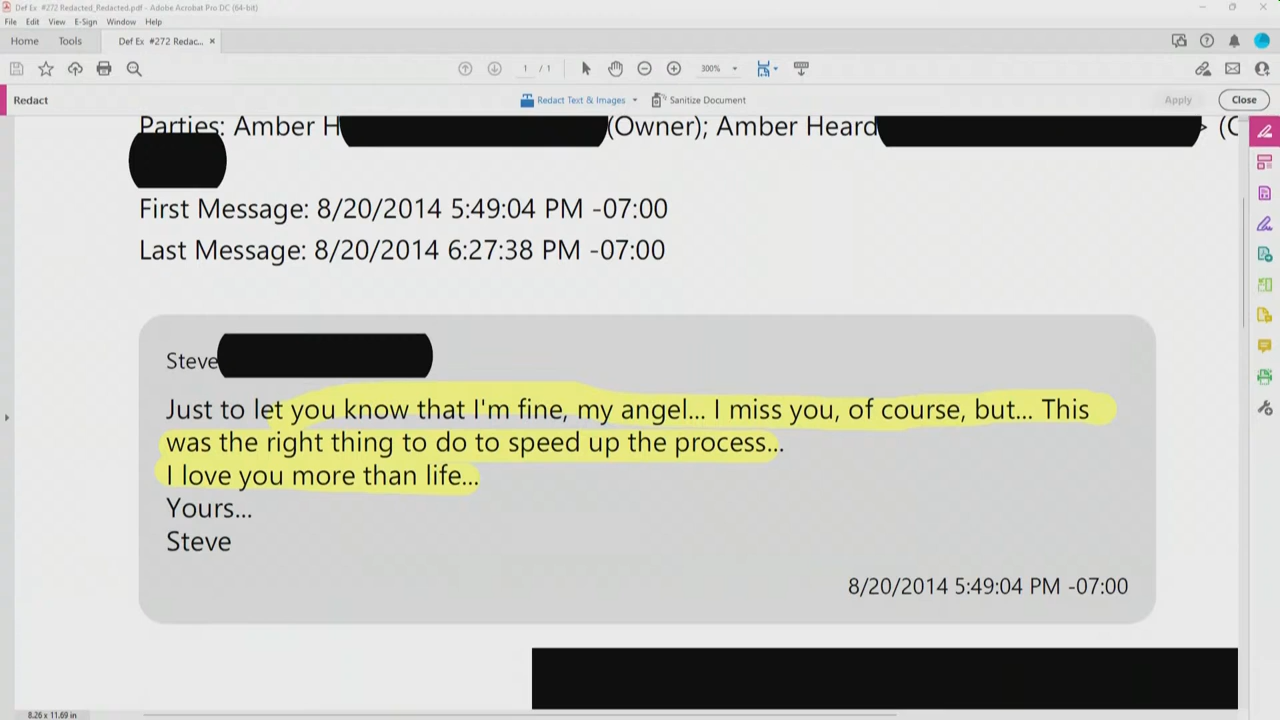 Def Ex #272 Redacted_Redacted.pdf - Adobe Acrobat Pro DC (64-bit)
File Edit View E-Sign Window Help
Home Tools Def Ex #272 Redac... ×
1 / 1 300%
Redact Redact Text & Images Sanitize Document Apply Close
Parties: Amber H (Owner); Amber Heard > (
First Message: 8/20/2014 5:49:04 PM -07:00
Last Message: 8/20/2014 6:27:38 PM -07:00
Steve
Just to let you know that I'm fine, my angel... I miss you, of course, but... This
was the right thing to do to speed up the process...
I love you more than life...
Yours...
Steve
8/20/2014 5:49:04 PM -07:00
8.26 x 11.69 in